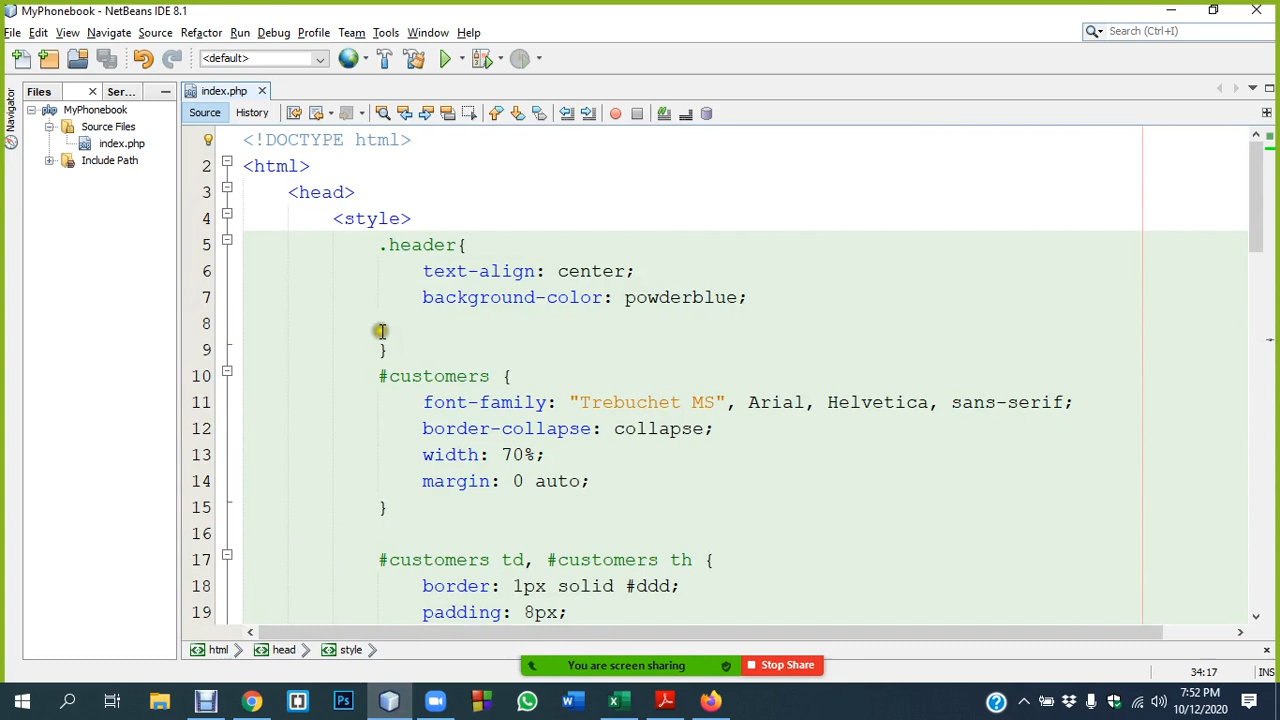 MyPhonebook - NetBeans IDE 8.1
File Edit View Navigate Source Refactor Run Debug Profile Team Tools Window Help
Search (Ctrl+I)
<default>
Files
Ser...
index.php
Navigator
MyPhonebook
Source History
Source Files
index.php
Include Path
<!DOCTYPE html>
2 <html>
3 <head>
4 <style>
5 .header{
6 text-align: center;
7 background-color: powderblue;
8
9 }
10 #customers {
11 font-family: "Trebuchet MS", Arial, Helvetica, sans-serif;
12 border-collapse: collapse;
13 width: 70%;
14 margin: 0 auto;
15 }
16
17 #customers td, #customers th {
18 border: 1px solid #ddd;
19 padding: 8px;
html head style
You are screen sharing Stop Share
34:17 INS
Ps
7:52 PM
10/12/2020